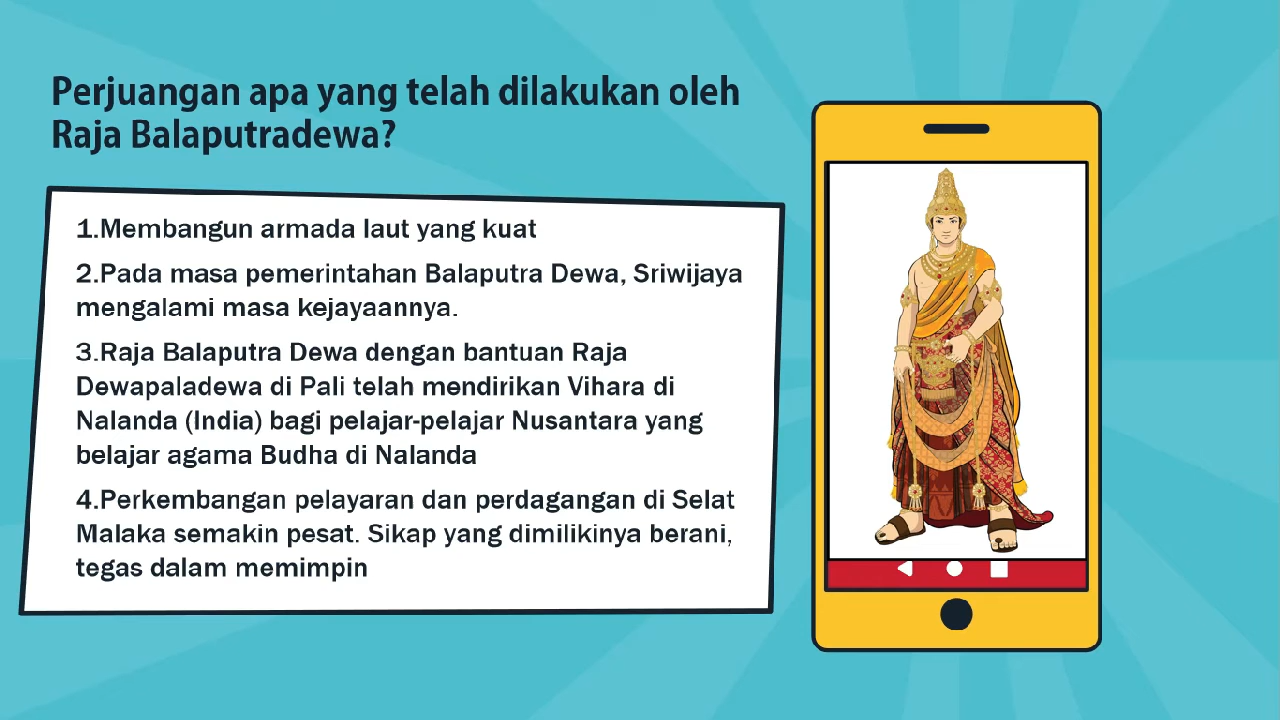 Perjuangan apa yang telah dilakukan oleh
Raja Balaputradewa?
1.Membangun armada laut yang kuat
2.Pada masa pemerintahan Balaputra Dewa, Sriwijaya
mengalami masa kejayaannya.
3.Raja Balaputra Dewa dengan bantuan Raja
Dewapaladewa di Pali telah mendirikan Vihara di
Nalanda (India) bagi pelajar-pelajar Nusantara yang
belajar agama Budha di Nalanda
4.Perkembangan pelayaran dan perdagangan di Selat
Malaka semakin pesat. Sikap yang dimilikinya berani,
tegas dalam memimpin